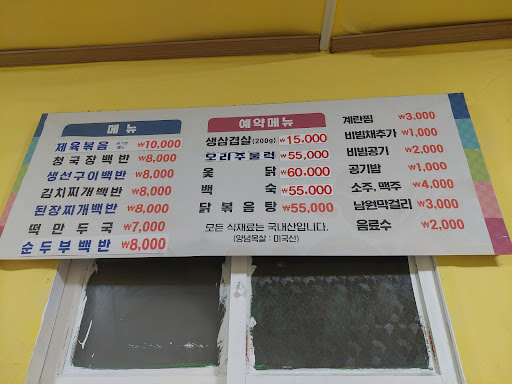 메뉴
제육볶음 ₩10,000
청국장백반 ₩8,000
생선구이백반 ₩8,000
김치찌개백반 ₩8,000
된장찌개백반 ₩8,000
떡만두국 ₩7,000
순두부백반 ₩8,000
예약메뉴
생삼겹살(200g) ₩15,000
오리주물럭 ₩55,000
옻닭 ₩60,000
백숙 ₩55,000
닭볶음탕 ₩55,000
모든 식재료는 국내산입니다.
(양념목살 : 미국산)
계란찜 ₩3,000
비빔채추가 ₩1,000
비빔공기 ₩2,000
공기밥 ₩1,000
소주, 맥주 ₩4,000
남원막걸리 ₩3,000
음료수 ₩2,000